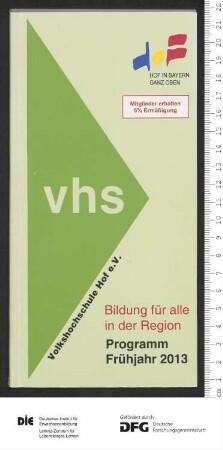 HOF IN BAYERN
GANZ OBEN
Mitglieder erhalten
5% Ermäßigung
vhs
Volkshochschule Hof e.V.
Bildung für alle
in der Region
Programm
Frühjahr 2013
DIE
Deutsches Institut für
Erwachsenenbildung
Leibniz-Zentrum für
Lebenslanges Lernen
Gefördert durch
DFG
Deutsche
Forschungsgemeinschaft